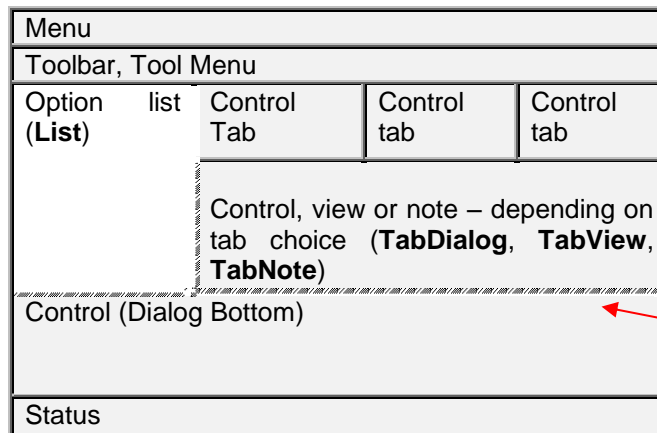 Menu
Toolbar, Tool Menu
Option list
(List)
Control
Tab
Control
tab
Control
tab
Control, view or note – depending on
tab choice (TabDialog, TabView,
TabNote)
Control (Dialog Bottom)
Status